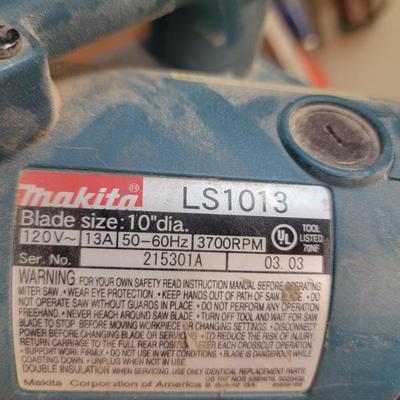 makita® LS1013
Blade size:10"dia.
120V~ 13A 50-60Hz 3700RPM
UL
®
TOOL
LISTED
70NF
Ser. No. 215301A 03. 03
WARNING: FOR YOUR OWN SAFETY READ INSTRUCTION MANUAL BEFORE OPERATING
MITER SAW. • WEAR EYE PROTECTION. • KEEP HANDS OUT OF PATH OF SAW BLADE. • DO
NOT OPERATE SAW WITHOUT GUARDS IN PLACE. • DO NOT PERFORM ANY OPERATION
FREEHAND. • NEVER REACH AROUND SAW BLADE. • TURN OFF TOOL AND WAIT FOR SAW
BLADE TO STOP BEFORE MOVING WORKPIECE OR CHANGING SETTINGS. • DISCONNECT
POWER BEFORE CHANGING BLADE OR SERVICING. • TO REDUCE THE RISK OF INJURY,
RETURN CARRIAGE TO THE FULL REAR POSITION AFTER EACH CROSSCUT OPERATION.
• SUPPORT WORK FIRMLY. • DO NOT USE IN WET CONDITIONS. • BLADE IS DANGEROUS WHILE
COASTING DOWN. • UNPLUG WHEN NOT IN USE.
DOUBLE INSULATION WHEN SERVICING, USE ONLY IDENTICAL REPLACEMENT PARTS.
Makita Corporation of America